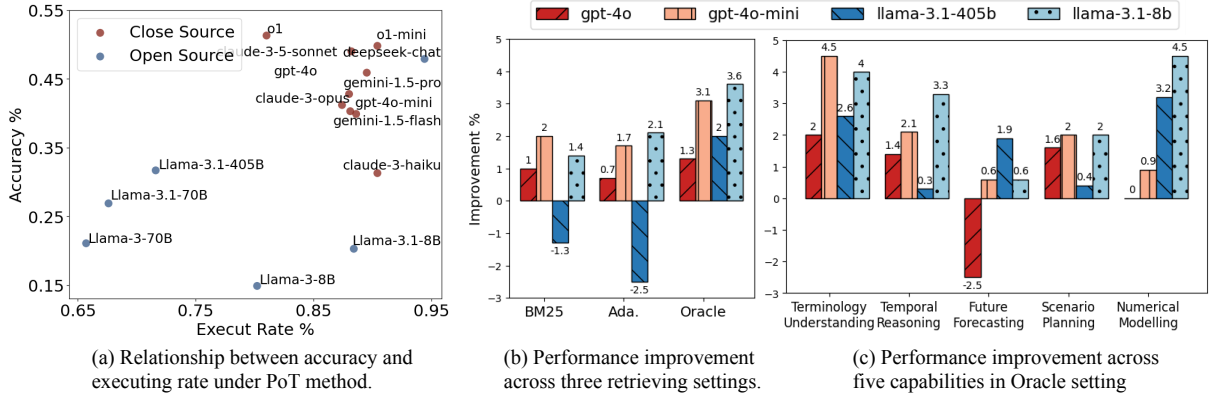 Close Source
Open Source
o1
o1-mini
claude-3-5-sonnet
deepseek-chat
gpt-4o
gemini-1.5-pro
claude-3-opus
gpt-4o-mini
gemini-1.5-flash
Llama-3.1-405B
claude-3-haiku
Llama-3.1-70B
Llama-3-70B
Llama-3.1-8B
Llama-3-8B
Accuracy %
0.55
0.45
0.35
0.25
0.15
0.65
0.75
0.85
0.95
Execut Rate %
(a) Relationship between accuracy and
executing rate under PoT method.
gpt-4o
gpt-4o-mini
llama-3.1-405b
llama-3.1-8b
Improvement %
5
4
3
2
1
0
−1
−2
−3
1
2
-1.3
1.4
0.7
1.7
-2.5
2.1
1.3
3.1
2
3.6
BM25
Ada.
Oracle
(b) Performance improvement
across three retrieving settings.
5
4
3
2
1
0
−1
−2
−3
2
4.5
2.6
4
1.4
2.1
0.3
3.3
-2.5
0.6
1.9
0.6
1.6
2
0.4
2
0
0.9
3.2
4.5
Terminology
Understanding
Temporal
Reasoning
Future
Forecasting
Scenario
Planning
Numerical
Modelling
(c) Performance improvement across
five capabilities in Oracle setting